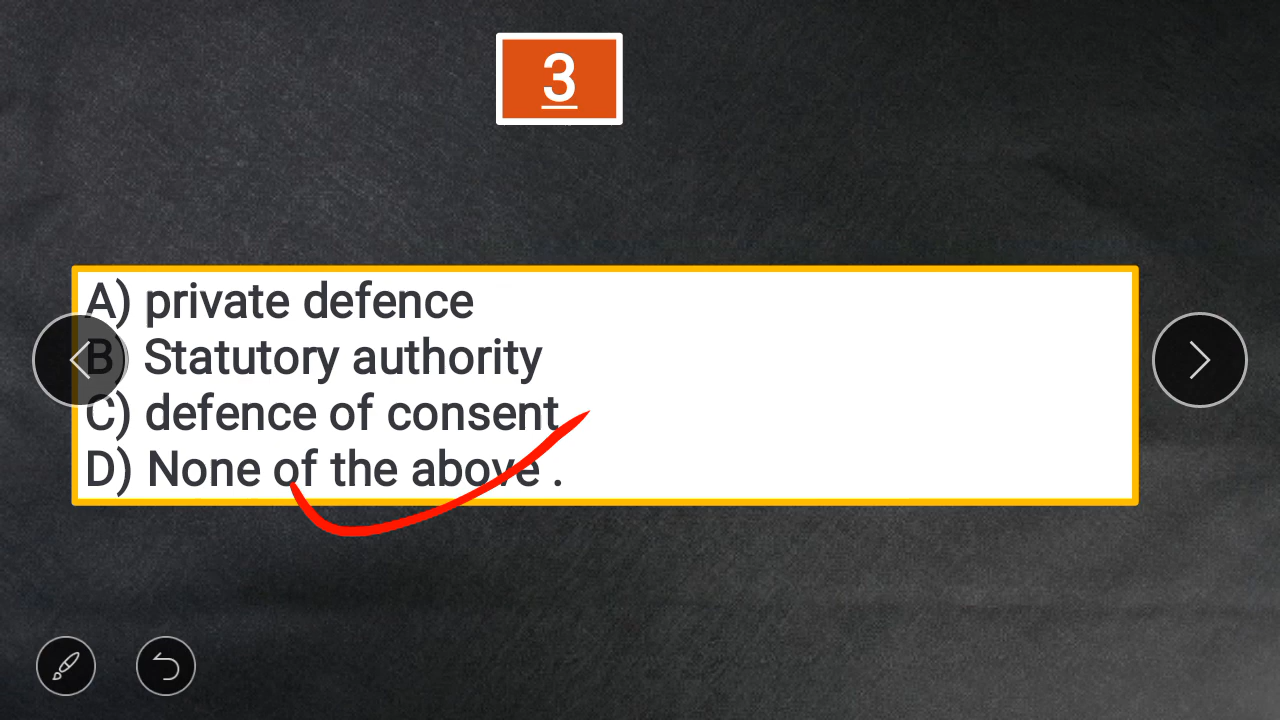 3
A) private defence
B) Statutory authority
C) defence of consent
D) None of the above .